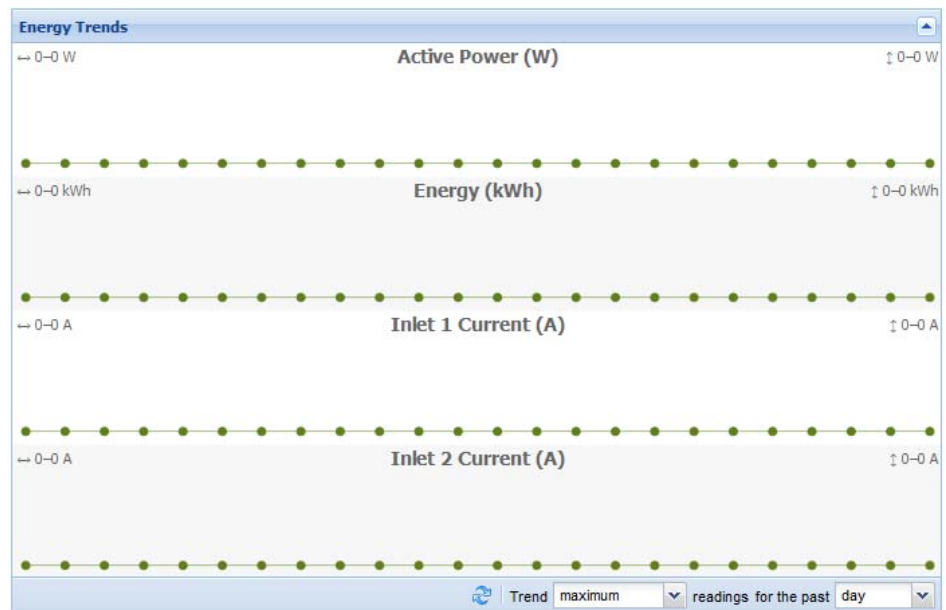 Energy Trends
↔ 0–0 W Active Power (W) ↕ 0–0 W
↔ 0–0 kWh Energy (kWh) ↕ 0–0 kWh
↔ 0–0 A Inlet 1 Current (A) ↕ 0–0 A
↔ 0–0 A Inlet 2 Current (A) ↕ 0–0 A
Trend maximum readings for the past day